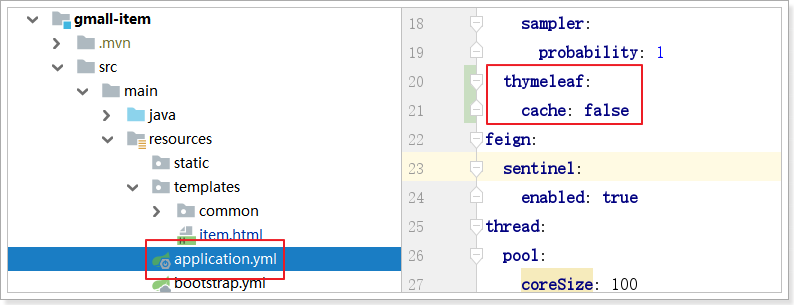 gmall-item
.mvn
src
main
java
resources
static
templates
common
item.html
application.yml
bootstrap.yml
18 sampler:
19 probability: 1
20 thymeleaf:
21 cache: false
22 feign:
23 sentinel:
24 enabled: true
25 thread:
26 pool:
27 coreSize: 100